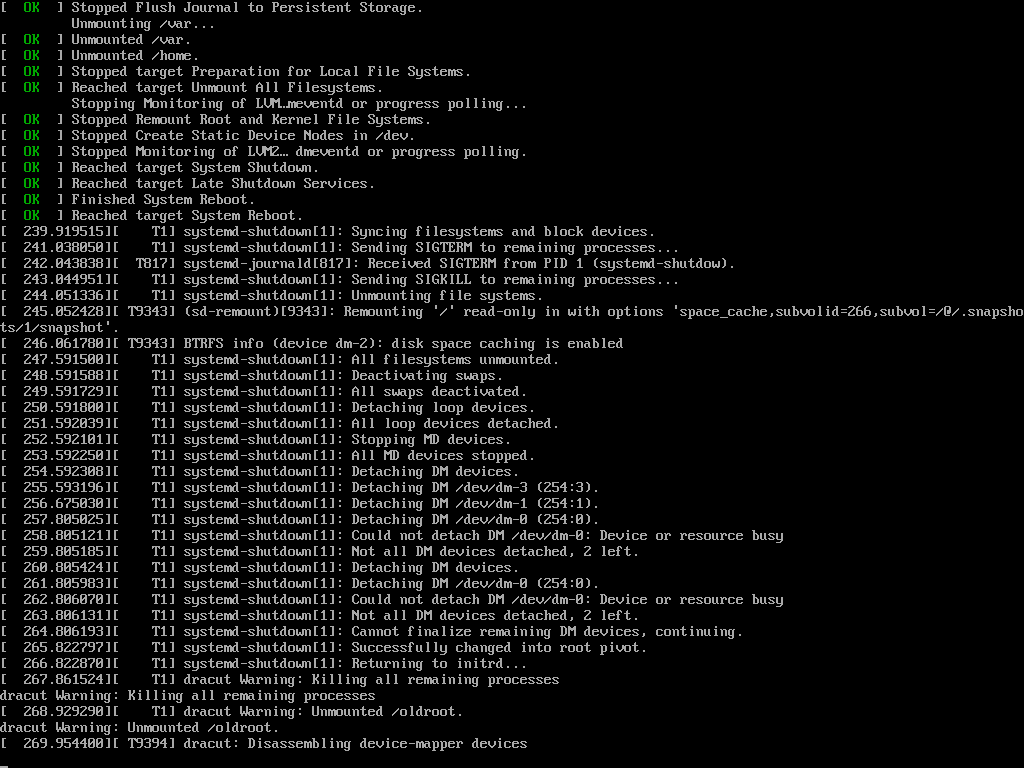 [  OK  ] Stopped Flush Journal to Persistent Storage.
         Unmounting /var...
[  OK  ] Unmounted /var.
[  OK  ] Unmounted /home.
[  OK  ] Stopped target Preparation for Local File Systems.
[  OK  ] Reached target Unmount All Filesystems.
         Stopping Monitoring of LVM…meventd or progress polling...
[  OK  ] Stopped Remount Root and Kernel File Systems.
[  OK  ] Stopped Create Static Device Nodes in /dev.
[  OK  ] Stopped Monitoring of LVM2… dmeventd or progress polling.
[  OK  ] Reached target System Shutdown.
[  OK  ] Reached target Late Shutdown Services.
[  OK  ] Finished System Reboot.
[  OK  ] Reached target System Reboot.
[  239.919515][    T1] systemd-shutdown[1]: Syncing filesystems and block devices.
[  241.038050][    T1] systemd-shutdown[1]: Sending SIGTERM to remaining processes...
[  242.043838][  T817] systemd-journald[817]: Received SIGTERM from PID 1 (systemd-shutdow).
[  243.044951][    T1] systemd-shutdown[1]: Sending SIGKILL to remaining processes...
[  244.051336][    T1] systemd-shutdown[1]: Unmounting file systems.
[  245.052428][ T9343] (sd-remount)[9343]: Remounting '/' read-only in with options 'space_cache,subvolid=266,subvol=/@/.snapsho
ts/1/snapshot'.
[  246.061780][ T9343] BTRFS info (device dm-2): disk space caching is enabled
[  247.591500][    T1] systemd-shutdown[1]: All filesystems unmounted.
[  248.591588][    T1] systemd-shutdown[1]: Deactivating swaps.
[  249.591729][    T1] systemd-shutdown[1]: All swaps deactivated.
[  250.591800][    T1] systemd-shutdown[1]: Detaching loop devices.
[  251.592039][    T1] systemd-shutdown[1]: All loop devices detached.
[  252.592101][    T1] systemd-shutdown[1]: Stopping MD devices.
[  253.592250][    T1] systemd-shutdown[1]: All MD devices stopped.
[  254.592308][    T1] systemd-shutdown[1]: Detaching DM devices.
[  255.593196][    T1] systemd-shutdown[1]: Detaching DM /dev/dm-3 (254:3).
[  256.675030][    T1] systemd-shutdown[1]: Detaching DM /dev/dm-1 (254:1).
[  257.805025][    T1] systemd-shutdown[1]: Detaching DM /dev/dm-0 (254:0).
[  258.805121][    T1] systemd-shutdown[1]: Could not detach DM /dev/dm-0: Device or resource busy
[  259.805185][    T1] systemd-shutdown[1]: Not all DM devices detached, 2 left.
[  260.805424][    T1] systemd-shutdown[1]: Detaching DM devices.
[  261.805983][    T1] systemd-shutdown[1]: Detaching DM /dev/dm-0 (254:0).
[  262.806070][    T1] systemd-shutdown[1]: Could not detach DM /dev/dm-0: Device or resource busy
[  263.806131][    T1] systemd-shutdown[1]: Not all DM devices detached, 2 left.
[  264.806193][    T1] systemd-shutdown[1]: Cannot finalize remaining DM devices, continuing.
[  265.822797][    T1] systemd-shutdown[1]: Successfully changed into root pivot.
[  266.822870][    T1] systemd-shutdown[1]: Returning to initrd...
[  267.861524][    T1] dracut Warning: Killing all remaining processes
dracut Warning: Killing all remaining processes
[  268.929290][    T1] dracut Warning: Unmounted /oldroot.
dracut Warning: Unmounted /oldroot.
[  269.954400][ T9394] dracut: Disassembling device-mapper devices